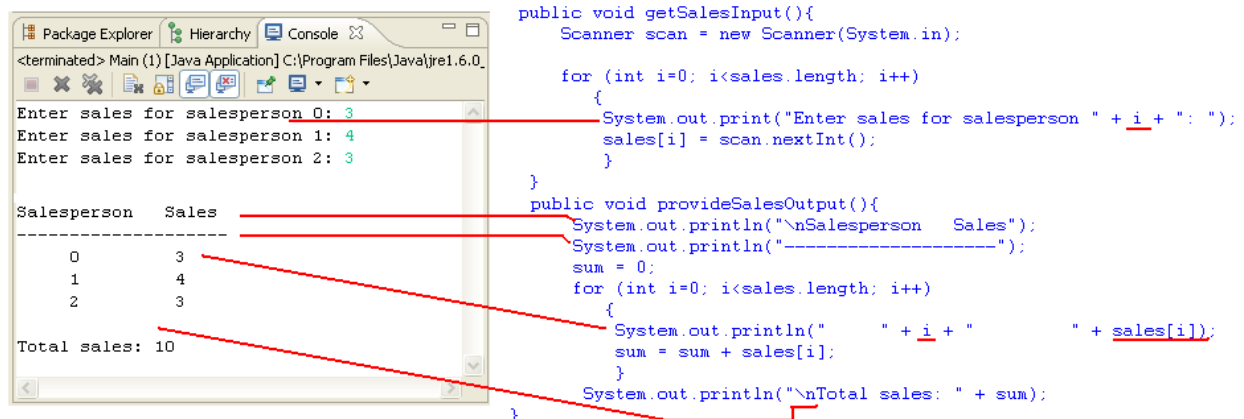 Package Explorer Hierarchy Console
<terminated> Main (1) [Java Application] C:\Program Files\Java\jre1.6.0_
Enter sales for salesperson 0: 3
Enter sales for salesperson 1: 4
Enter sales for salesperson 2: 3
Salesperson   Sales
--------------------
0         3
1         4
2         3
Total sales: 10
public void getSalesInput(){
Scanner scan = new Scanner(System.in);
for (int i=0; i<sales.length; i++)
{
System.out.print("Enter sales for salesperson " + i + ": ");
sales[i] = scan.nextInt();
}
}
public void provideSalesOutput(){
System.out.println("\nSalesperson   Sales");
System.out.println("--------------------");
sum = 0;
for (int i=0; i<sales.length; i++)
{
System.out.println("     " + i + "         " + sales[i]);
sum = sum + sales[i];
}
System.out.println("\nTotal sales: " + sum);
}